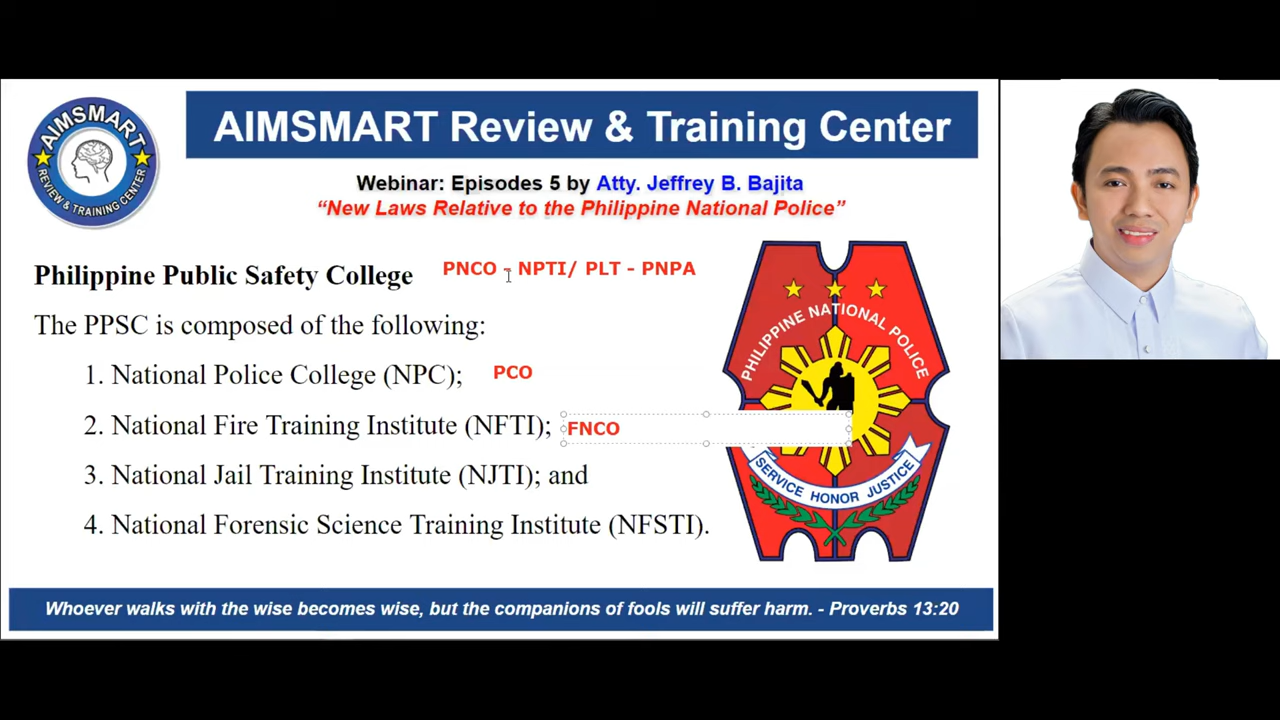 AIMSMART
REVIEW & TRAINING CENTER
AIMSMART Review & Training Center
Webinar: Episodes 5 by Atty. Jeffrey B. Bajita
“New Laws Relative to the Philippine National Police”
Philippine Public Safety College PNCO - NPTI/ PLT - PNPA
The PPSC is composed of the following:
1. National Police College (NPC); PCO
2. National Fire Training Institute (NFTI); FNCO
3. National Jail Training Institute (NJTI); and
4. National Forensic Science Training Institute (NFSTI).
PHILIPPINE NATIONAL POLICE
SERVICE HONOR JUSTICE
Whoever walks with the wise becomes wise, but the companions of fools will suffer harm. - Proverbs 13:20